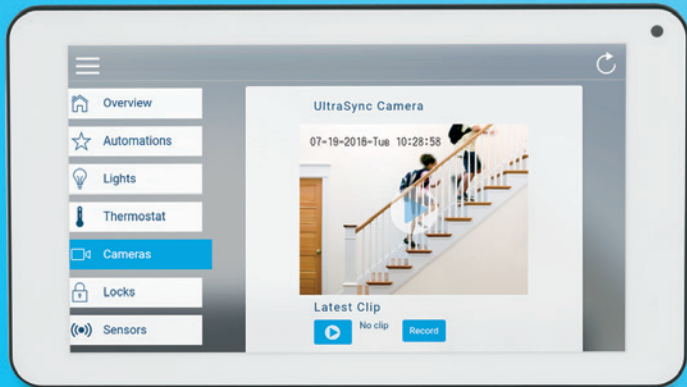 Overview
Automations
Lights
Thermostat
Cameras
Locks
Sensors
UltraSync Camera
07-19-2018-Tue 10:28:58
Latest Clip
No clip
Record